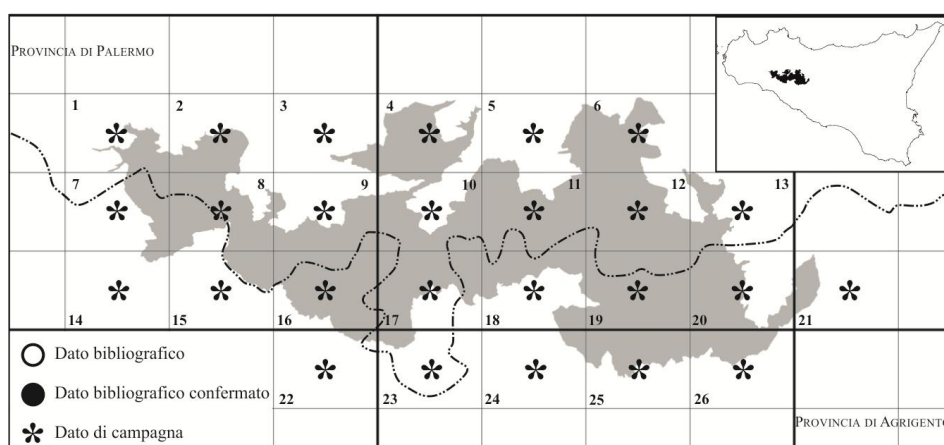 PROVINCIA DI PALERMO
1 2 3 4 5 6
7 8 9 10 11 12 13
14 15 16 17 18 19 20 21
Dato bibliografico
Dato bibliografico confermato
Dato di campagna
22 23 24 25 26
PROVINCIA DI AGRIGENTO